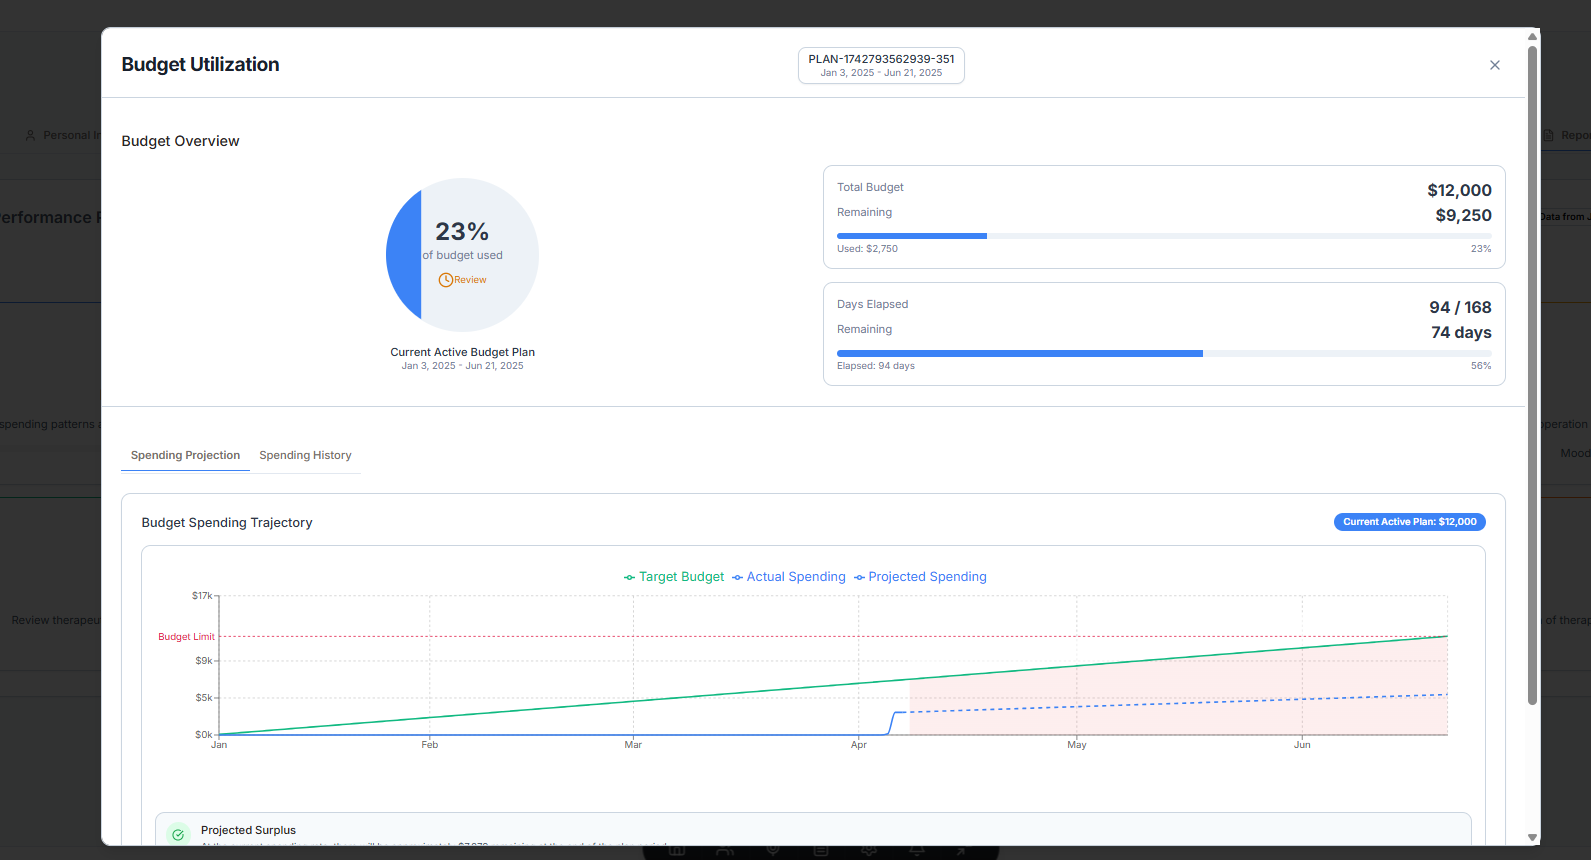 Budget Utilization
PLAN-1742793562939-351
Jan 3, 2025 - Jun 21, 2025
Personal In
Repor
Budget Overview
erformance
Data from J
23%
of budget used
Review
Current Active Budget Plan
Jan 3, 2025 - Jun 21, 2025
Total Budget
$12,000
Remaining
$9,250
Used: $2,750
23%
Days Elapsed
94 / 168
Remaining
74 days
Elapsed: 94 days
56%
spending patterns a
operation
Mood
Spending Projection
Spending History
Budget Spending Trajectory
Current Active Plan: $12,000
Target Budget
Actual Spending
Projected Spending
$17k
Budget Limit
$9k
$5k
$0k
Jan
Feb
Mar
Apr
May
Jun
Review therapeut
of therap
Projected Surplus